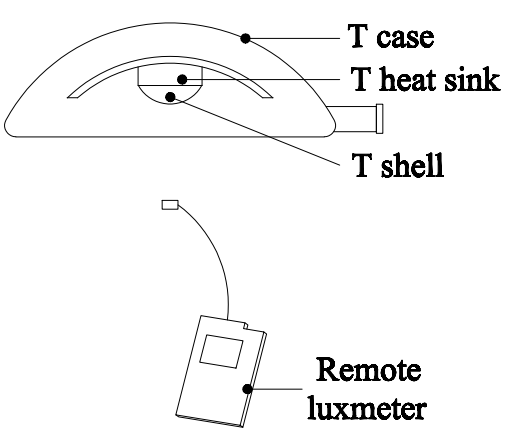 T case
T heat sink
T shell
Remote
luxmeter